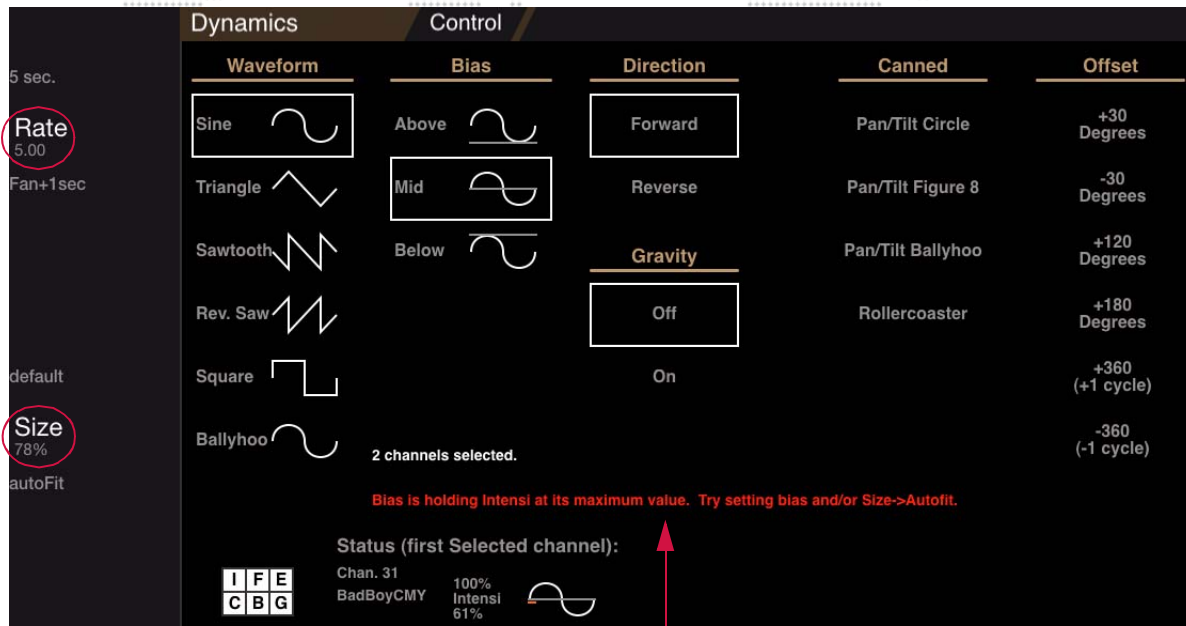 Dynamics
Control
5 sec.
Rate
5.00
Fan+1sec
default
Size
78%
autoFit
Waveform
Sine
Triangle
Sawtooth
Rev. Saw
Square
Ballyhoo
Bias
Above
Mid
Below
Direction
Forward
Reverse
Gravity
Off
On
Canned
Pan/Tilt Circle
Pan/Tilt Figure 8
Pan/Tilt Ballyhoo
Rollercoaster
Offset
+30
Degrees
-30
Degrees
+120
Degrees
+180
Degrees
+360
(+1 cycle)
-360
(-1 cycle)
2 channels selected.
Bias is holding Intensi at its maximum value. Try setting bias and/or Size->Autofit.
Status (first Selected channel):
I F E
C B G
Chan. 31
BadBoyCMY
100%
Intensi
61%